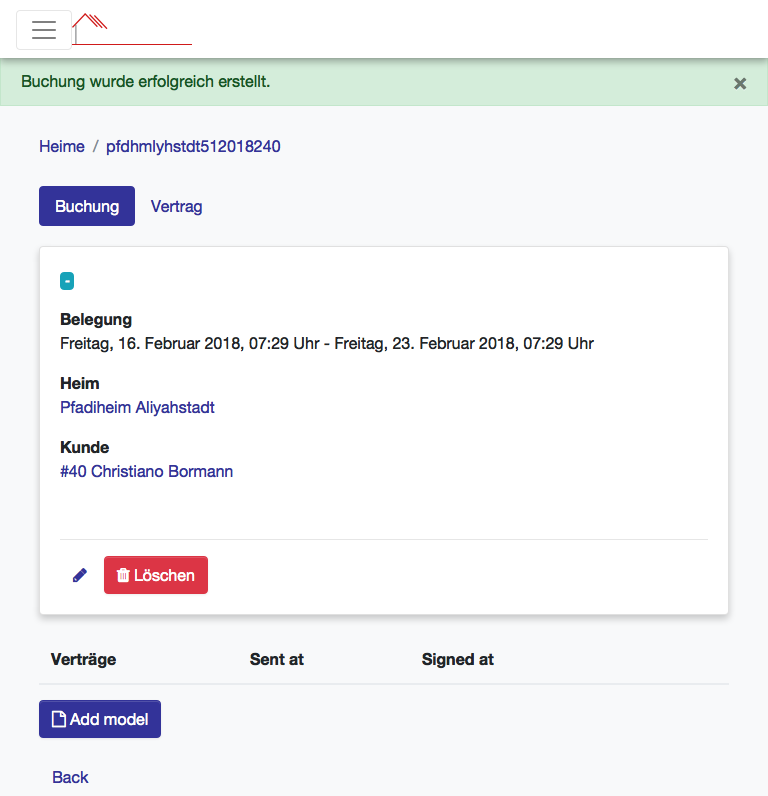 Buchung wurde erfolgreich erstellt. ×
Heime / pfdhmlyhstdt512018240
Buchung Vertrag
-
Belegung
Freitag, 16. Februar 2018, 07:29 Uhr - Freitag, 23. Februar 2018, 07:29 Uhr
Heim
Pfadiheim Aliyahstadt
Kunde
#40 Christiano Bormann
Löschen
Verträge Sent at Signed at
Add model
Back